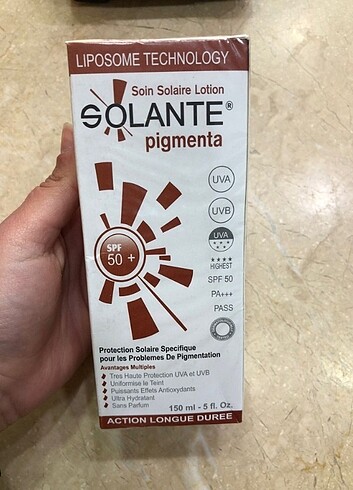 LIPOSOME TECHNOLOGY
Soin Solaire Lotion
SOLANTE®
pigmenta
UVA
UVB
UVA
★★★★
HIGHEST
SPF 50
PA+++
PASS
SPF
50 +
Protection Solaire Specifique
pour les Problemes De Pigmentation
Avantages Multiples
Tres Haute Protection UVA et UVB
Uniformise le Teint
Puissants Effets Antioxydants
Ultra Hydratant
Sans Parfum
150 ml - 5 fl. Oz.
ACTION LONGUE DUREE